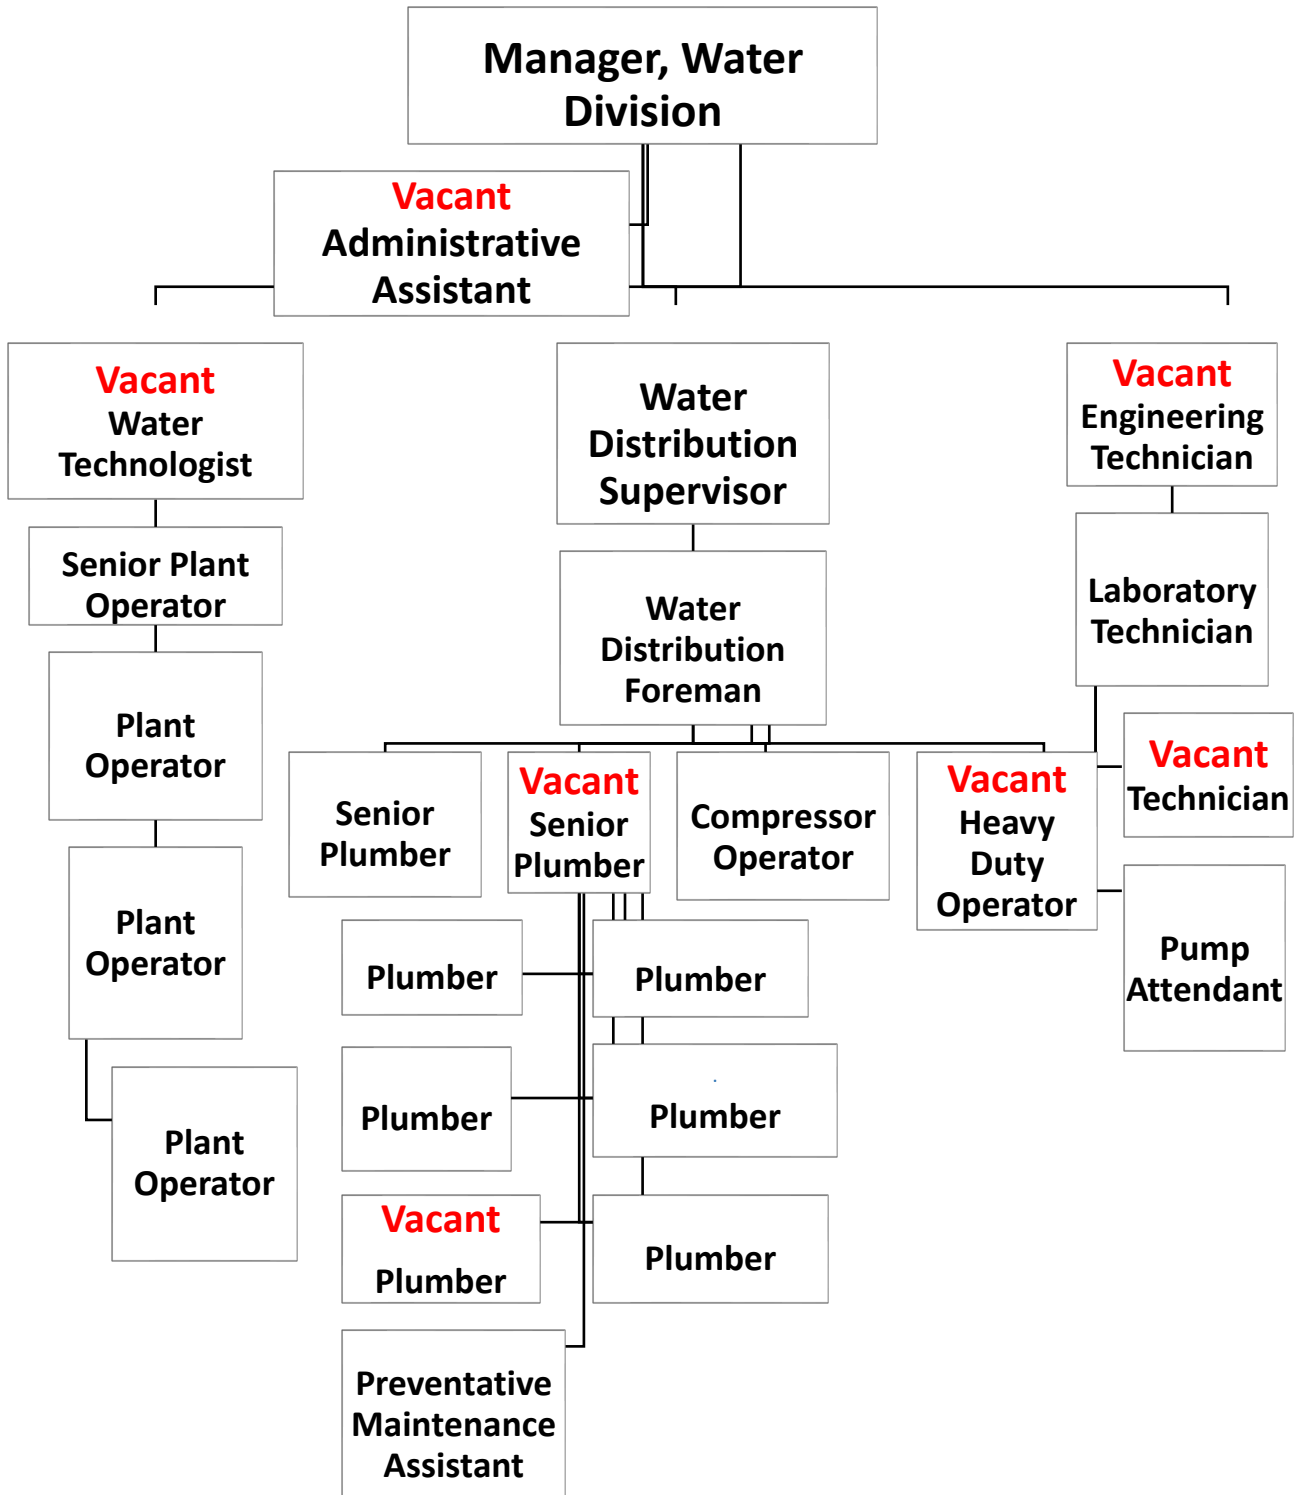 Manager, Water
Division
Vacant
Administrative
Assistant
Vacant
Water
Technologist
Senior Plant
Operator
Plant
Operator
Plant
Operator
Plant
Operator
Water
Distribution
Supervisor
Water
Distribution
Foreman
Senior
Plumber
Vacant
Senior
Plumber
Compressor
Operator
Vacant
Heavy
Duty
Operator
Plumber
Plumber
Plumber
Plumber
Vacant
Plumber
Plumber
Preventative
Maintenance
Assistant
Vacant
Engineering
Technician
Laboratory
Technician
Vacant
Technician
Pump
Attendant